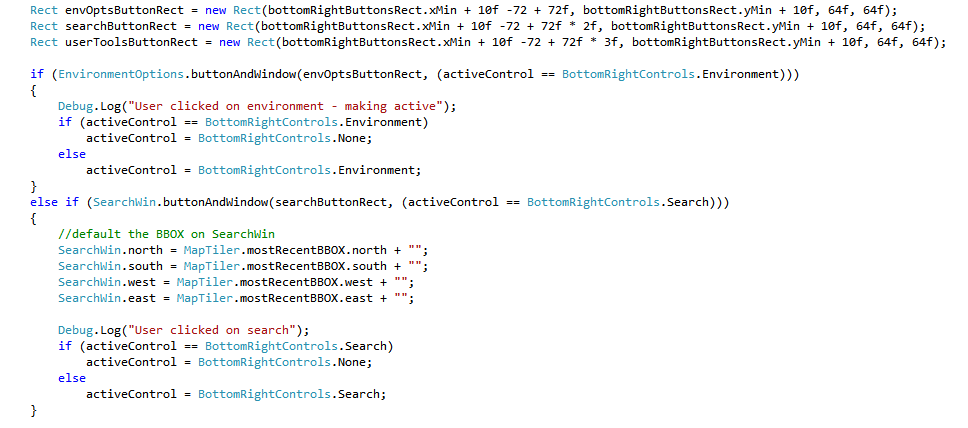 Rect envOptsButtonRect = new Rect(bottomRightButtonsRect.xMin + 10f -72 + 72f, bottomRightButtonsRect.yMin + 10f, 64f, 64f);
Rect searchButtonRect = new Rect(bottomRightButtonsRect.xMin + 10f -72 + 72f * 2f, bottomRightButtonsRect.yMin + 10f, 64f, 64f);
Rect userToolsButtonRect = new Rect(bottomRightButtonsRect.xMin + 10f -72 + 72f * 3f, bottomRightButtonsRect.yMin + 10f, 64f, 64f);

if (EnvironmentOptions.buttonAndWindow(envOptsButtonRect, (activeControl == BottomRightControls.Environment)))
{
    Debug.Log("User clicked on environment - making active");
    if (activeControl == BottomRightControls.Environment)
        activeControl = BottomRightControls.None;
    else
        activeControl = BottomRightControls.Environment;
}
else if (SearchWin.buttonAndWindow(searchButtonRect, (activeControl == BottomRightControls.Search)))
{
    //default the BBOX on SearchWin
    SearchWin.north = MapTiler.mostRecentBBOX.north + "";
    SearchWin.south = MapTiler.mostRecentBBOX.south + "";
    SearchWin.west = MapTiler.mostRecentBBOX.west + "";
    SearchWin.east = MapTiler.mostRecentBBOX.east + "";

    Debug.Log("User clicked on search");
    if (activeControl == BottomRightControls.Search)
        activeControl = BottomRightControls.None;
    else
        activeControl = BottomRightControls.Search;
}